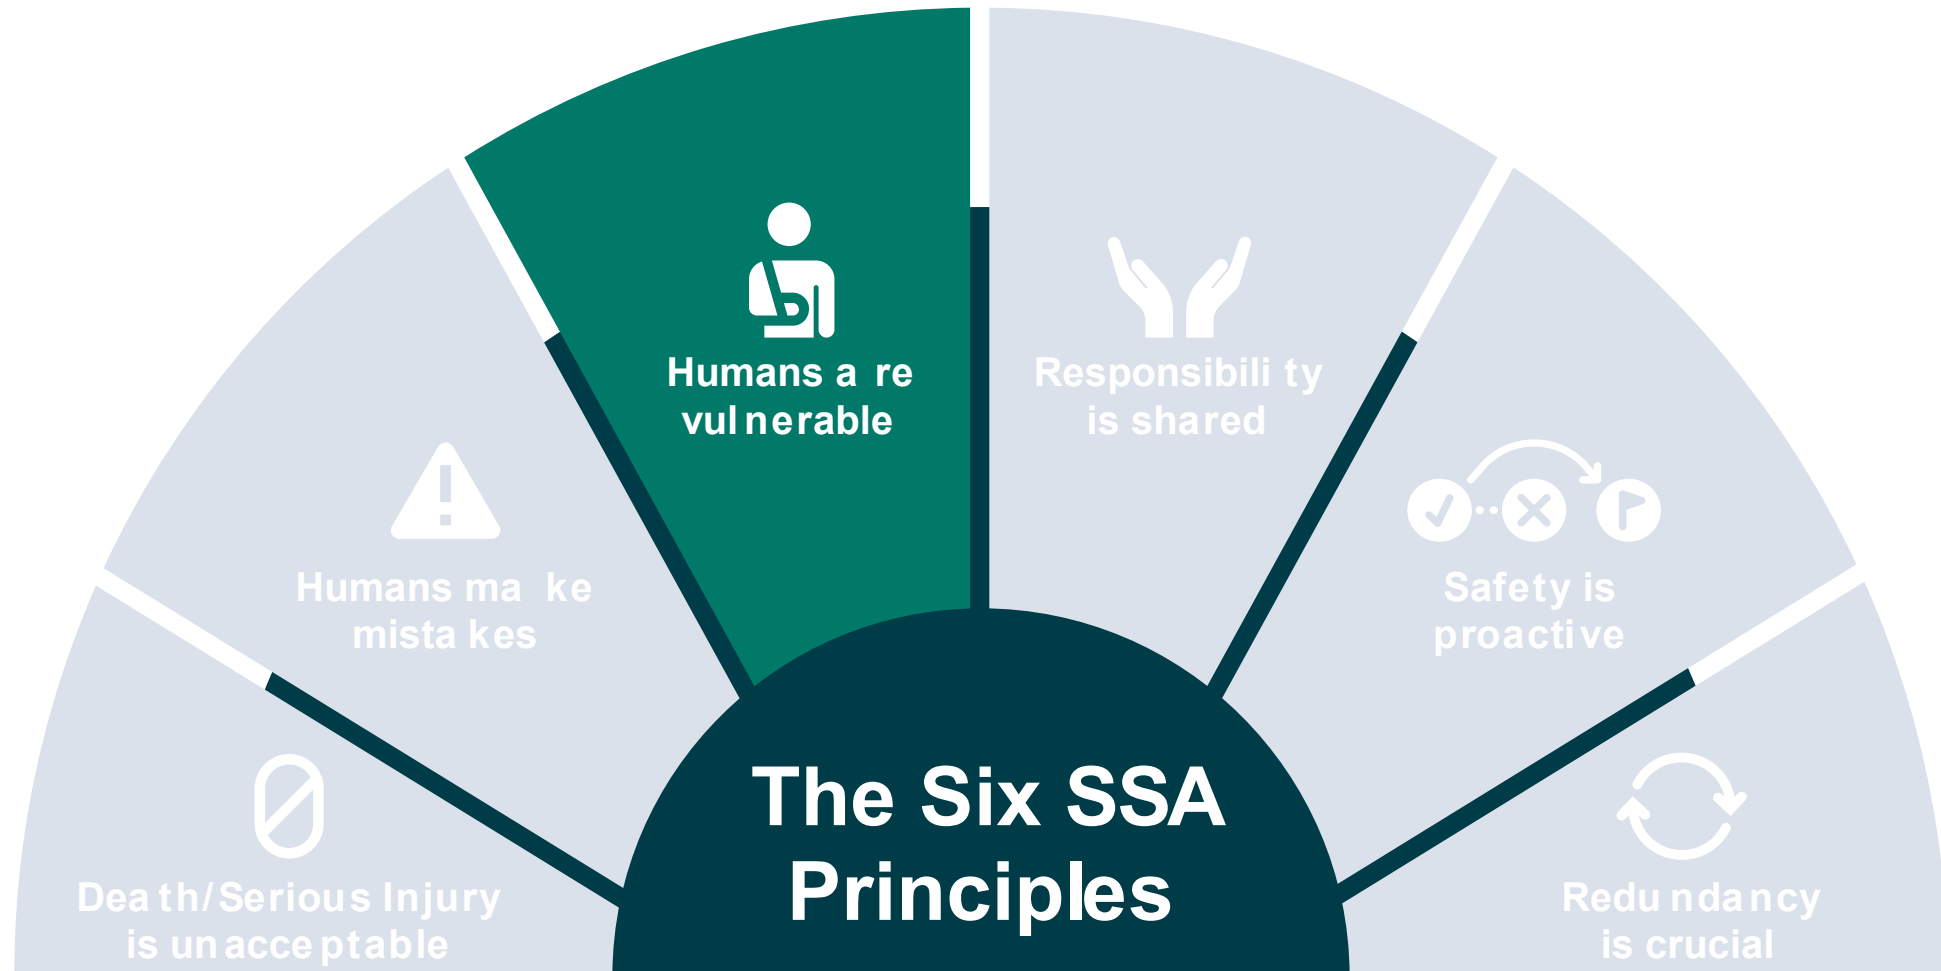 Humans are
vulnerable
Responsibility
is shared
Humans make
mistakes
Safety is
proactive
Death/Serious Injury
is unacceptable
The Six SSA
Principles
Redundancy
is crucial